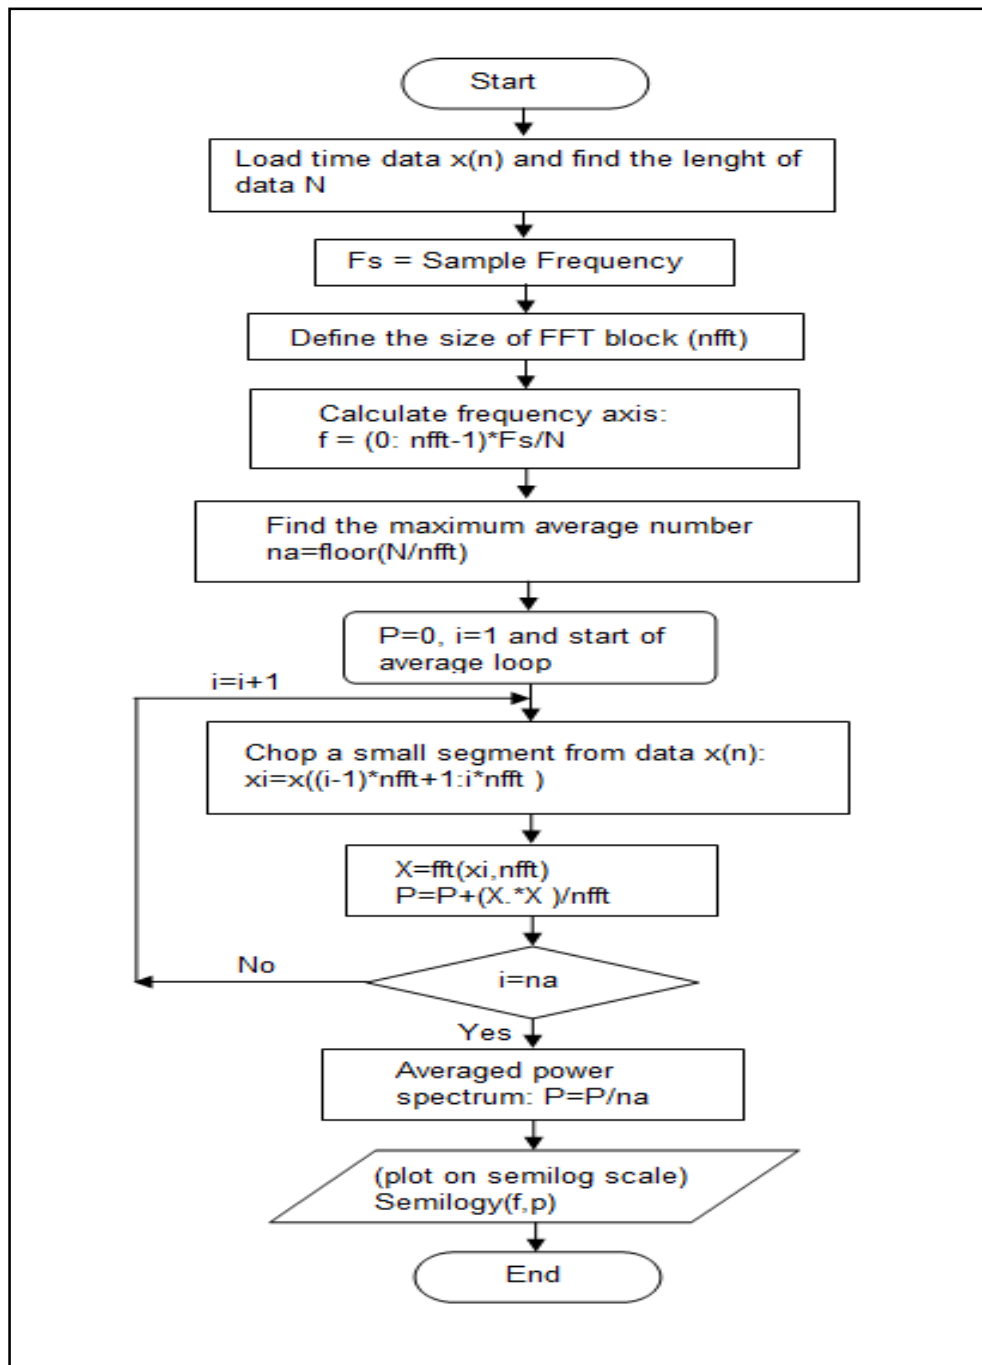 Start
Load time data x(n) and find the lenght of
data N
Fs = Sample Frequency
Define the size of FFT block (nfft)
Calculate frequency axis:
f = (0: nfft-1)*Fs/N
Find the maximum average number
na=floor(N/nfft)
P=0, i=1 and start of
average loop
i=i+1
Chop a small segment from data x(n):
xi=x((i-1)*nfft+1:i*nfft )
X=fft(xi,nfft)
P=P+(X.*X )/nfft
i=na
No
Yes
Averaged power
spectrum: P=P/na
(plot on semilog scale)
Semilogy(f,p)
End